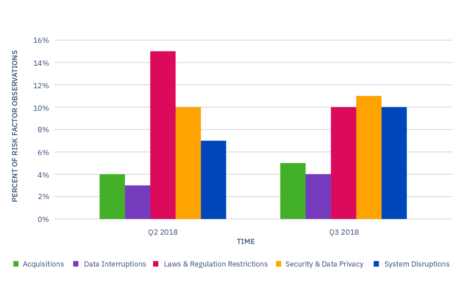 PERCENT OF RISK FACTOR OBSERVATIONS
16%
14%
12%
10%
8%
6%
4%
2%
0%
Q2 2018 Q3 2018
TIME
Acquisitions Data Interruptions Laws & Regulation Restrictions Security & Data Privacy System Disruptions